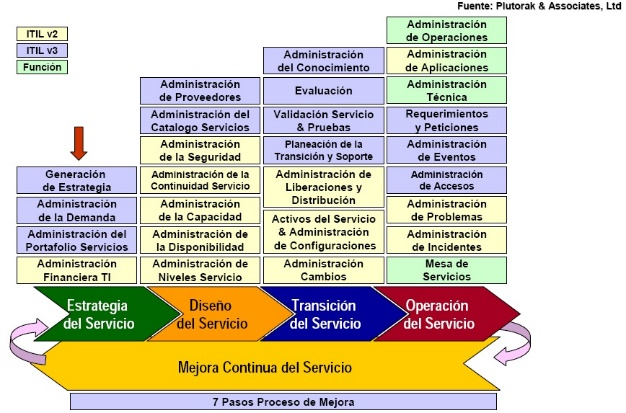 Fuente: Plutorak & Associates, Ltd
ITIL v2
ITIL v3
Función
Generación
de Estrategia
Administración
de la Demanda
Administración del
Portafolio Servicios
Administración
Financiera TI
Administración
de Proveedores
Administración del
Catalogo Servicios
Administración
de la Seguridad
Administración de la
Continuidad Servicio
Administración
de la Capacidad
Administración de
la Disponibilidad
Administración de
Niveles Servicio
Administración
del Conocimiento
Evaluación
Validación Servicio
& Pruebas
Planeación de la
Transición y Soporte
Administración de
Liberaciones y
Distribución
Activos del Servicio
& Administración
de Configuraciones
Administración
Cambios
Administración
de Operaciones
Administración
de Aplicaciones
Administración
Técnica
Requerimientos
y Peticiones
Administración
de Eventos
Administración
de Accesos
Administración
de Problemas
Administración
de Incidentes
Mesa de
Servicios
Estrategia
del Servicio
Diseño
del Servicio
Transición
del Servicio
Operación
del Servicio
Mejora Continua del Servicio
7 Pasos Proceso de Mejora